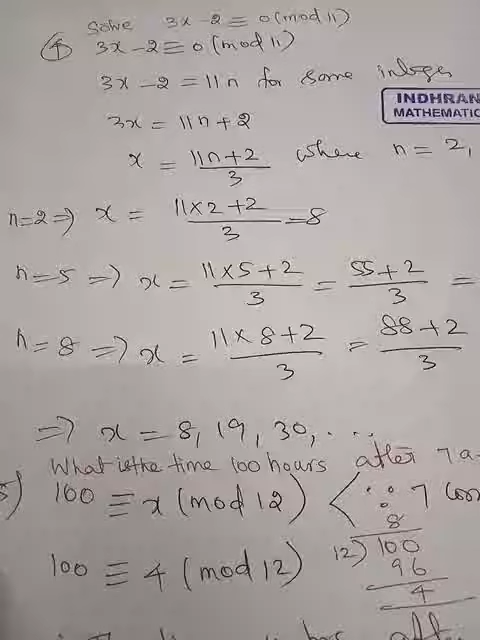 Solve 3x-2 ≡ 0 (mod 11)
④ 3x-2 ≡ 0 (mod 11)
3x-2 = 11n for some integer
INDHRAN
MATHEMATIC
3x = 11n+2
x = 11n+2/3 where n = 2,
n=2 ⇒ x = 11×2+2/3 = 8
n=5 ⇒ x = 11×5+2/3 = 55+2/3 =
n=8 ⇒ x = 11×8+2/3 = 88+2/3
⇒ x = 8, 19, 30, ...
What is the time 100 hours after 7 a
5) 100 ≡ x (mod 12) < ∵ 7
8
100 ≡ 4 (mod 12) 12)100
96
4